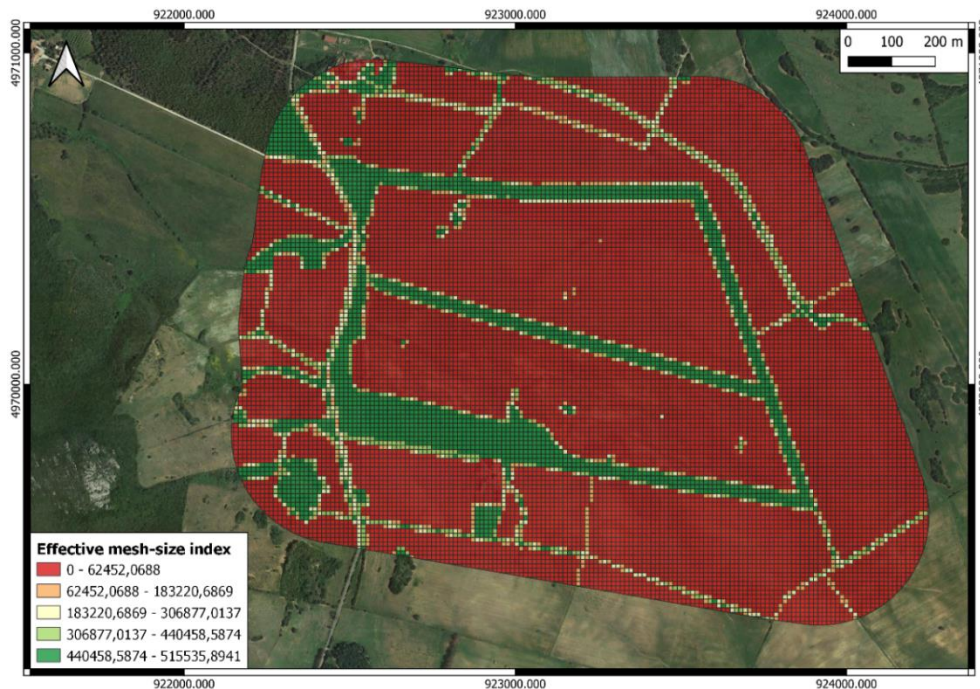 922000.000 923000.000 924000.000
0 100 200 m
4971000.000
4970000.000
Effective mesh-size index
0 - 62452,0688
62452,0688 - 183220,6869
183220,6869 - 306877,0137
306877,0137 - 440458,5874
440458,5874 - 515535,8941
922000.000 923000.000 924000.000